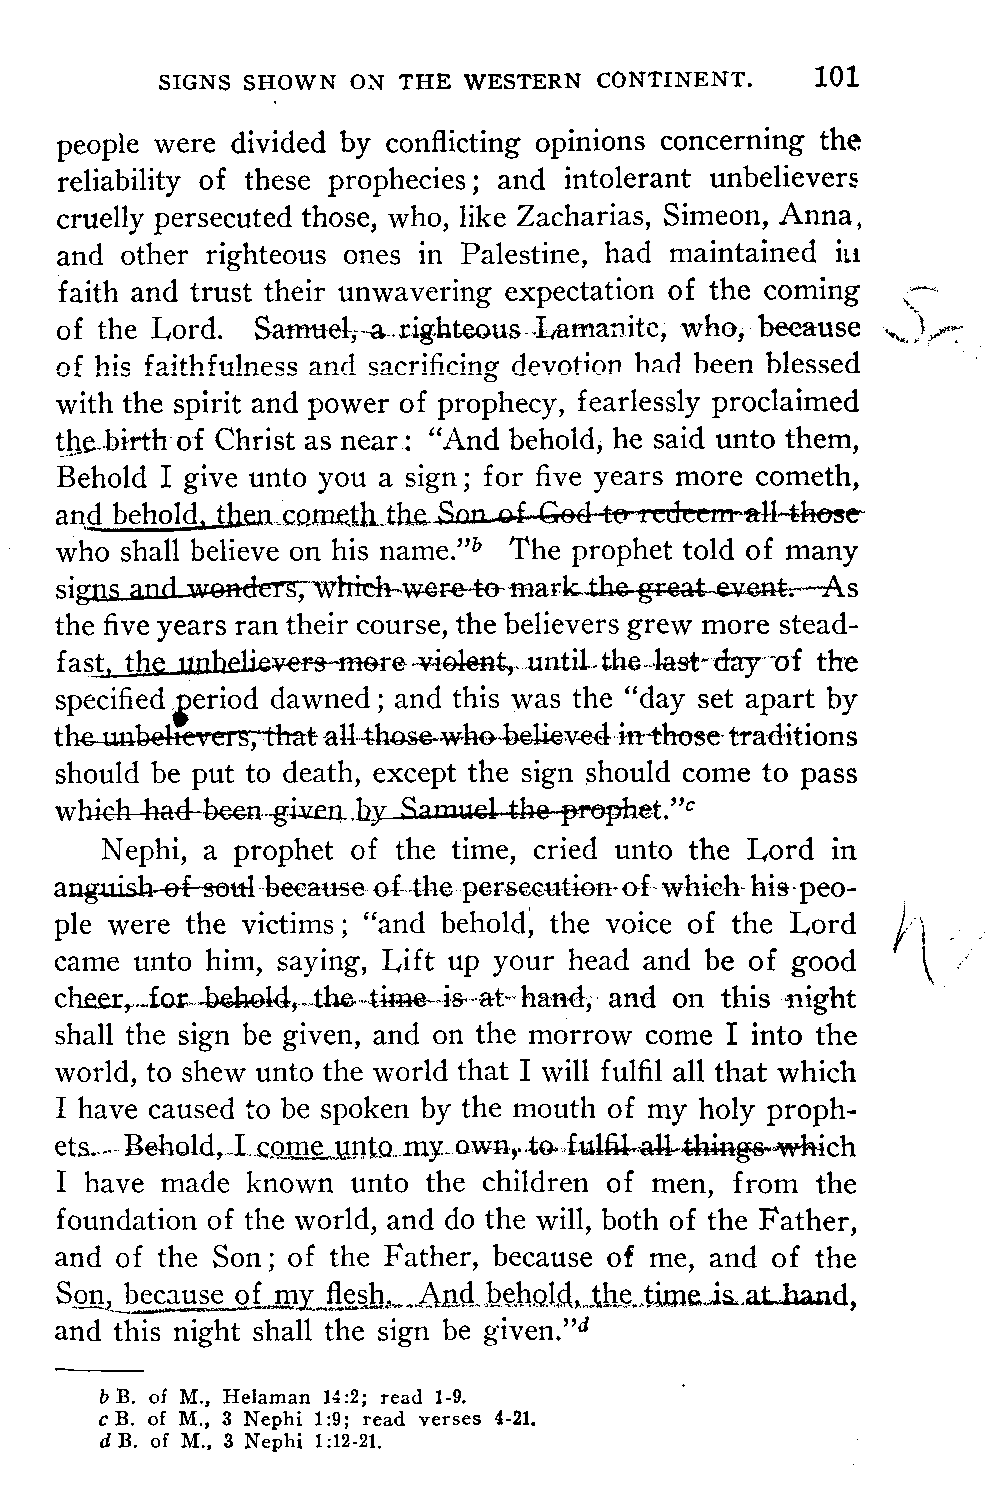 SIGNS SHOWN ON THE WESTERN CONTINENT. 101
people were divided by conflicting opinions concerning the
reliability of these prophecies; and intolerant unbelievers
cruelly persecuted those, who, like Zacharias, Simeon, Anna,
and other righteous ones in Palestine, had maintained in
faith and trust their unwavering expectation of the coming
of the Lord. Samuel, a righteous Lamanite, who, because
of his faithfulness and sacrificing devotion had been blessed
with the spirit and power of prophecy, fearlessly proclaimed
the birth of Christ as near: "And behold, he said unto them,
Behold I give unto you a sign; for five years more cometh,
and behold, then cometh the Son of God to redeem all those
who shall believe on his name."b The prophet told of many
signs and wonders, which were to mark the great event. As
the five years ran their course, the believers grew more stead-
fast, the unbelievers more violent, until the last day of the
specified period dawned; and this was the "day set apart by
the unbelievers, that all those who believed in those traditions
should be put to death, except the sign should come to pass
which had been given by Samuel the prophet."c
Nephi, a prophet of the time, cried unto the Lord in
anguish of soul because of the persecution of which his peo-
ple were the victims; "and behold, the voice of the Lord
came unto him, saying, Lift up your head and be of good
cheer, for behold, the time is at hand, and on this night
shall the sign be given, and on the morrow come I into the
world, to shew unto the world that I will fulfil all that which
I have caused to be spoken by the mouth of my holy proph-
ets. Behold, I come unto my own, to fulfil all things which
I have made known unto the children of men, from the
foundation of the world, and do the will, both of the Father,
and of the Son; of the Father, because of me, and of the
Son, because of my flesh. And behold, the time is at hand,
and this night shall the sign be given."d
b B. of M., Helaman 14:2; read 1-9.
c B. of M., 3 Nephi 1:9; read verses 4-21.
d B. of M., 3 Nephi 1:12-21.